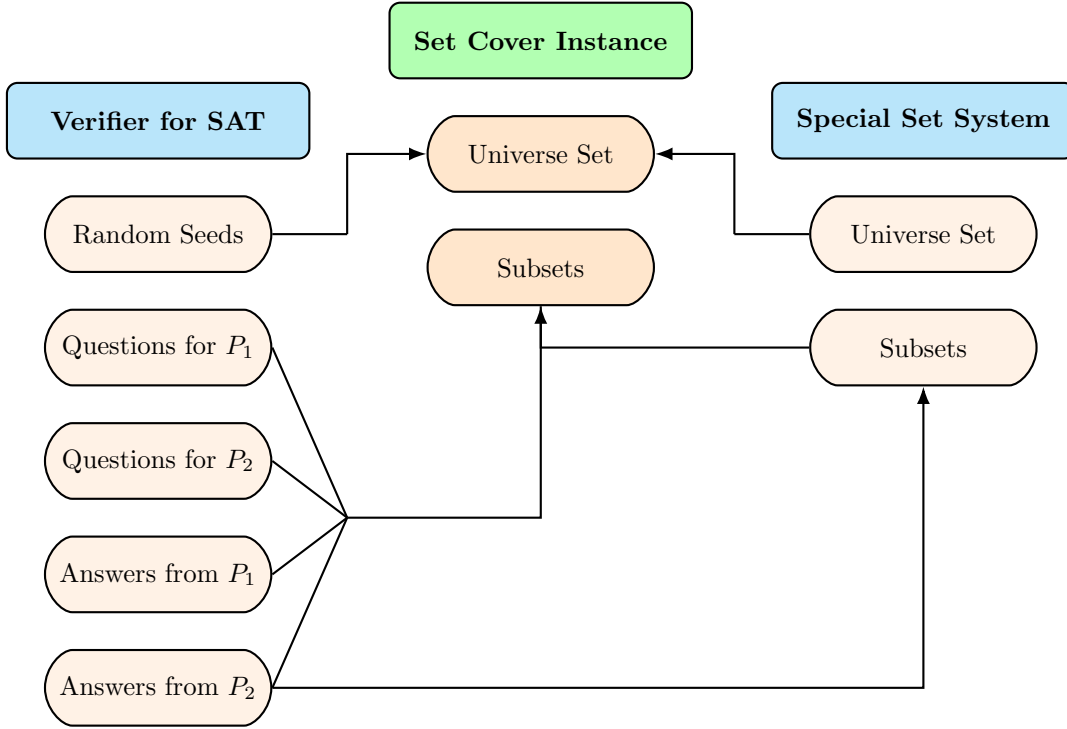 Set Cover Instance
Verifier for SAT
Special Set System
Universe Set
Random Seeds
Universe Set
Subsets
Questions for P₁
Subsets
Questions for P₂
Answers from P₁
Answers from P₂